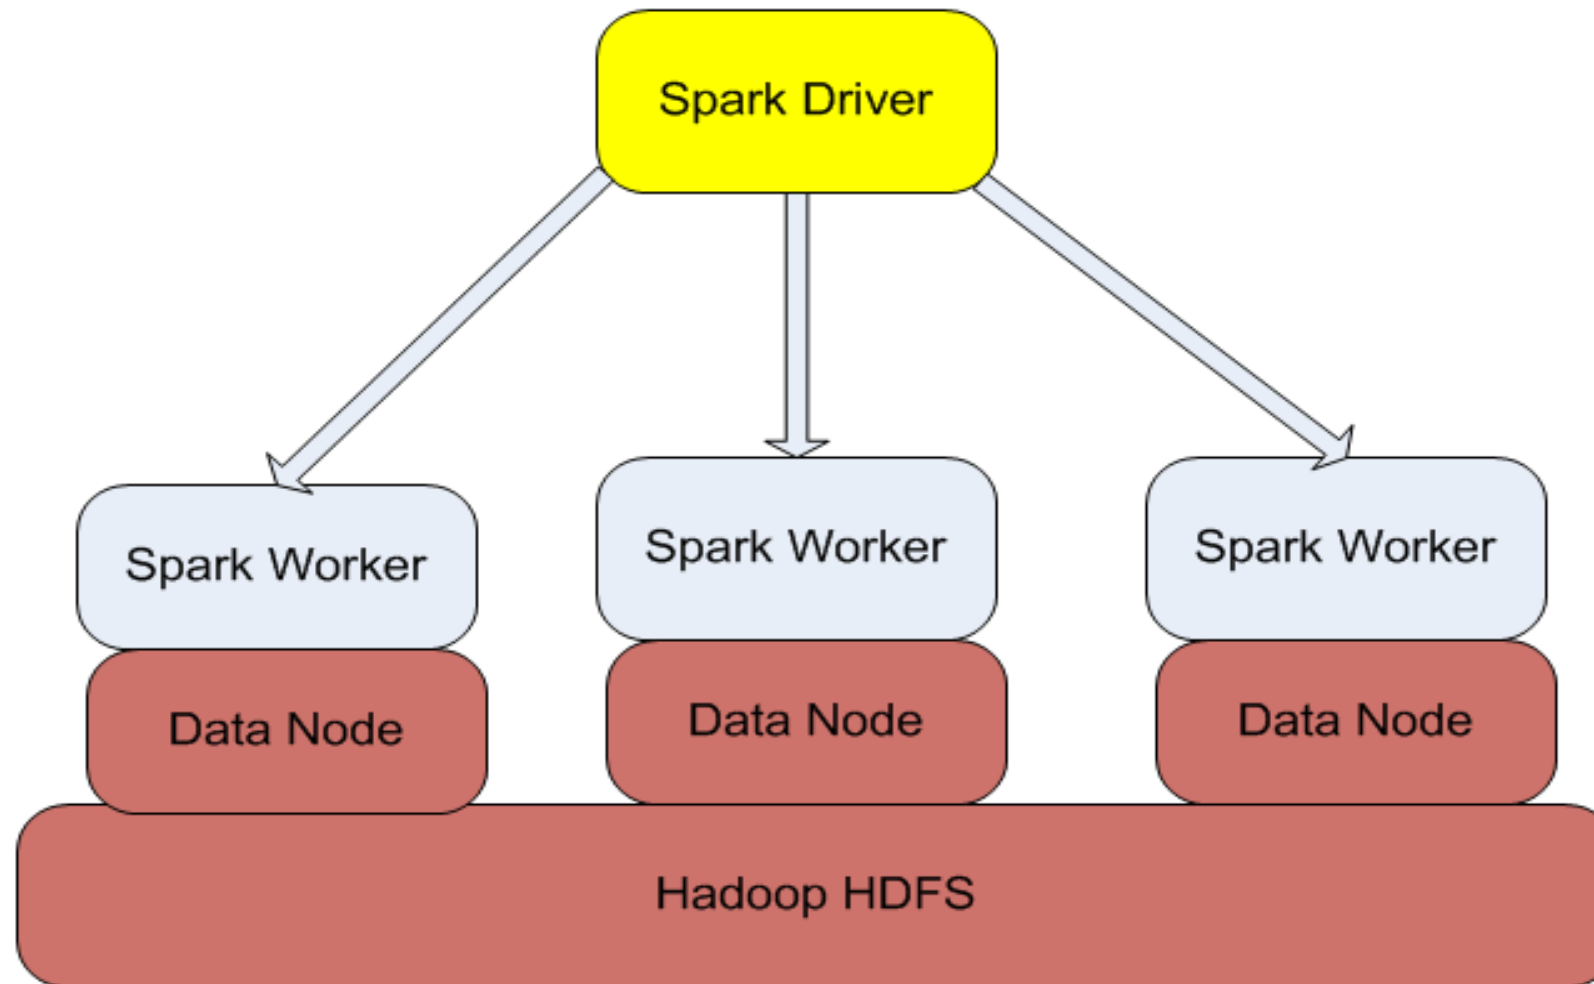 Spark Driver
Spark Worker
Spark Worker
Spark Worker
Data Node
Data Node
Data Node
Hadoop HDFS